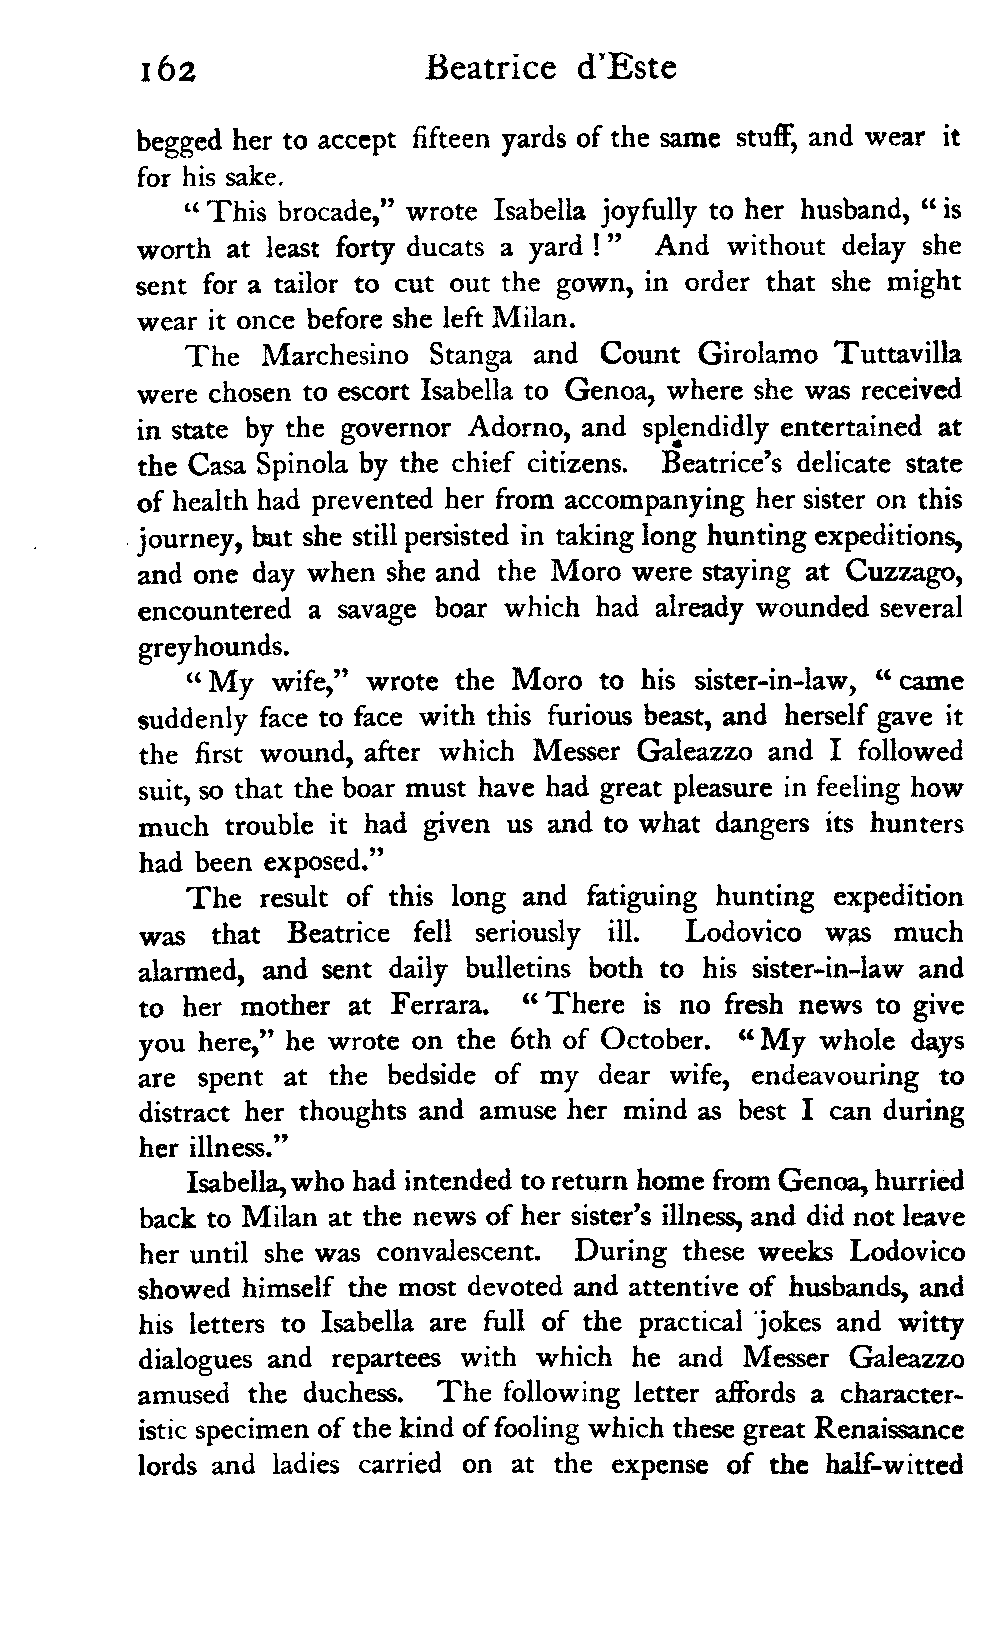 162 Beatrice d'Este
begged her to accept fifteen yards of the same stuff, and wear it
for his sake.
"This brocade," wrote Isabella joyfully to her husband, "is
worth at least forty ducats a yard!" And without delay she
sent for a tailor to cut out the gown, in order that she might
wear it once before she left Milan.
The Marchesino Stanga and Count Girolamo Tuttavilla
were chosen to escort Isabella to Genoa, where she was received
in state by the governor Adorno, and splendidly entertained at
the Casa Spinola by the chief citizens. Beatrice's delicate state
of health had prevented her from accompanying her sister on this
journey, but she still persisted in taking long hunting expeditions,
and one day when she and the Moro were staying at Cuzzago,
encountered a savage boar which had already wounded several
greyhounds.
"My wife," wrote the Moro to his sister-in-law, "came
suddenly face to face with this furious beast, and herself gave it
the first wound, after which Messer Galeazzo and I followed
suit, so that the boar must have had great pleasure in feeling how
much trouble it had given us and to what dangers its hunters
had been exposed."
The result of this long and fatiguing hunting expedition
was that Beatrice fell seriously ill. Lodovico was much
alarmed, and sent daily bulletins both to his sister-in-law and
to her mother at Ferrara. "There is no fresh news to give
you here," he wrote on the 6th of October. "My whole days
are spent at the bedside of my dear wife, endeavouring to
distract her thoughts and amuse her mind as best I can during
her illness."
Isabella, who had intended to return home from Genoa, hurried
back to Milan at the news of her sister's illness, and did not leave
her until she was convalescent. During these weeks Lodovico
showed himself the most devoted and attentive of husbands, and
his letters to Isabella are full of the practical jokes and witty
dialogues and repartees with which he and Messer Galeazzo
amused the duchess. The following letter affords a character-
istic specimen of the kind of fooling which these great Renaissance
lords and ladies carried on at the expense of the half-witted